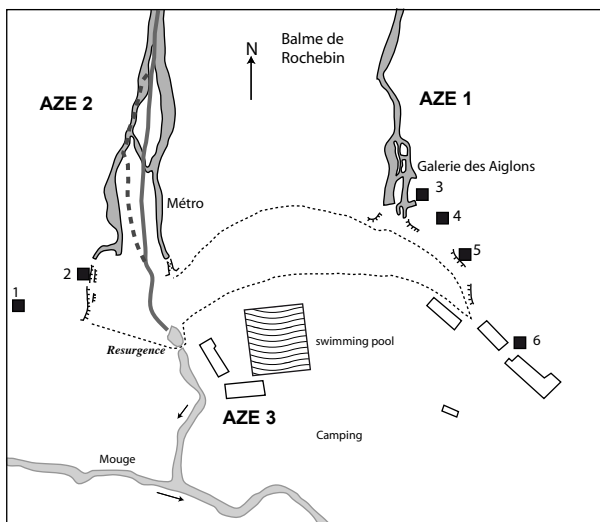 Balme de
Rochebin
N
AZE 2
AZE 1
Galerie des Aiglons
3
Métro
4
5
2
1
6
swimming pool
Resurgence
AZE 3
Camping
Mouge